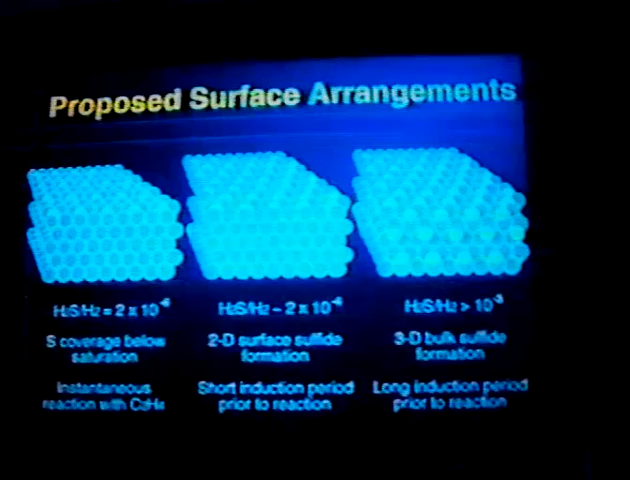 Proposed Surface Arrangements
H₂S/H₂ = 2 x 10⁻⁶
S coverage below
saturation
Instantaneous
reaction with C₂H₄
H₂S/H₂ ~ 2 x 10⁻⁴
2-D surface sulfide
formation
Short induction period
prior to reaction
H₂S/H₂ > 10⁻³
3-D bulk sulfide
formation
Long induction period
prior to reaction